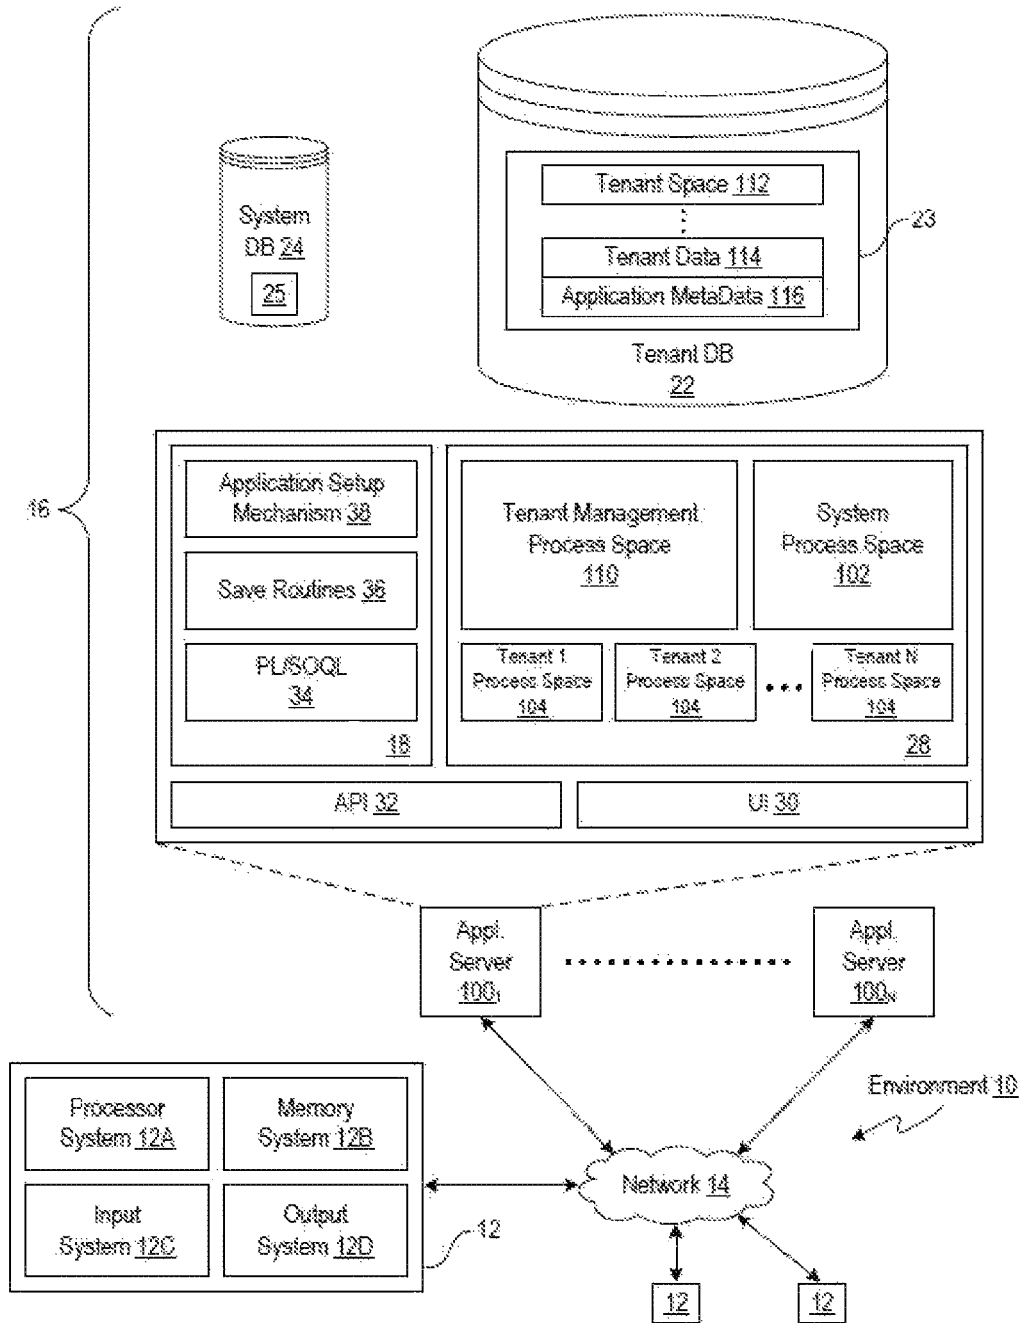 Tenant Space 112
23
System
DB 24
25
Tenant Data 114
Application MetaData 116
Tenant DB
22
16
Application Setup
Mechanism 38
Save Routines 36
PL/SOQL
34
18
Tenant Management
Process Space
110
System
Process Space
102
Tenant 1
Process Space
104
Tenant 2
Process Space
104
Tenant N
Process Space
104
28
API 32
UI 30
Appl.
Server
100₁
Appl.
Server
100ₙ
Environment 10
Processor
System 12A
Memory
System 12B
Input
System 12C
Output
System 12D
12
Network 14
12
12